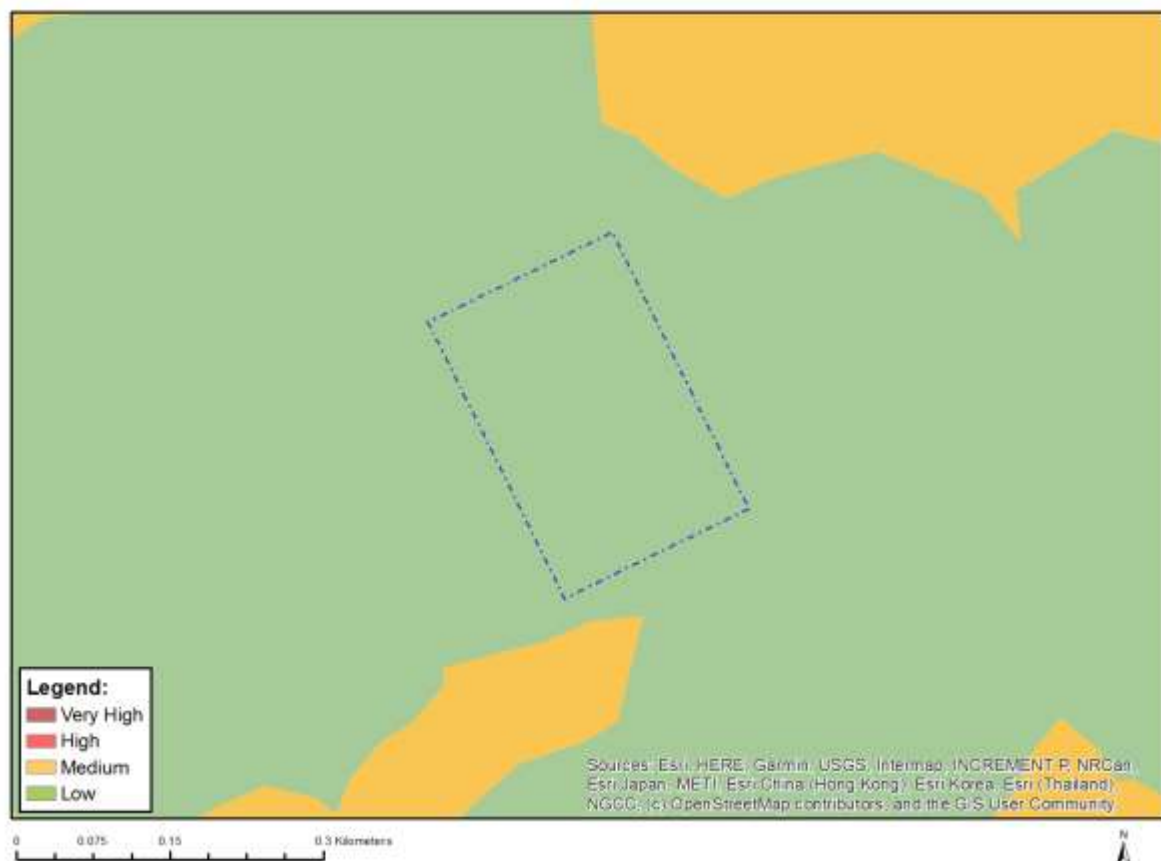 Legend:
Very High
High
Medium
Low
Sources: Esri, HERE, Garmin, USGS, Intermap, INCREMENT P, NRCan,
Esri Japan, METI, Esri China (Hong Kong), Esri Korea, Esri (Thailand),
NGCC, (c) OpenStreetMap contributors, and the GIS User Community
0 0.075 0.15 0.3 Kilometers
N